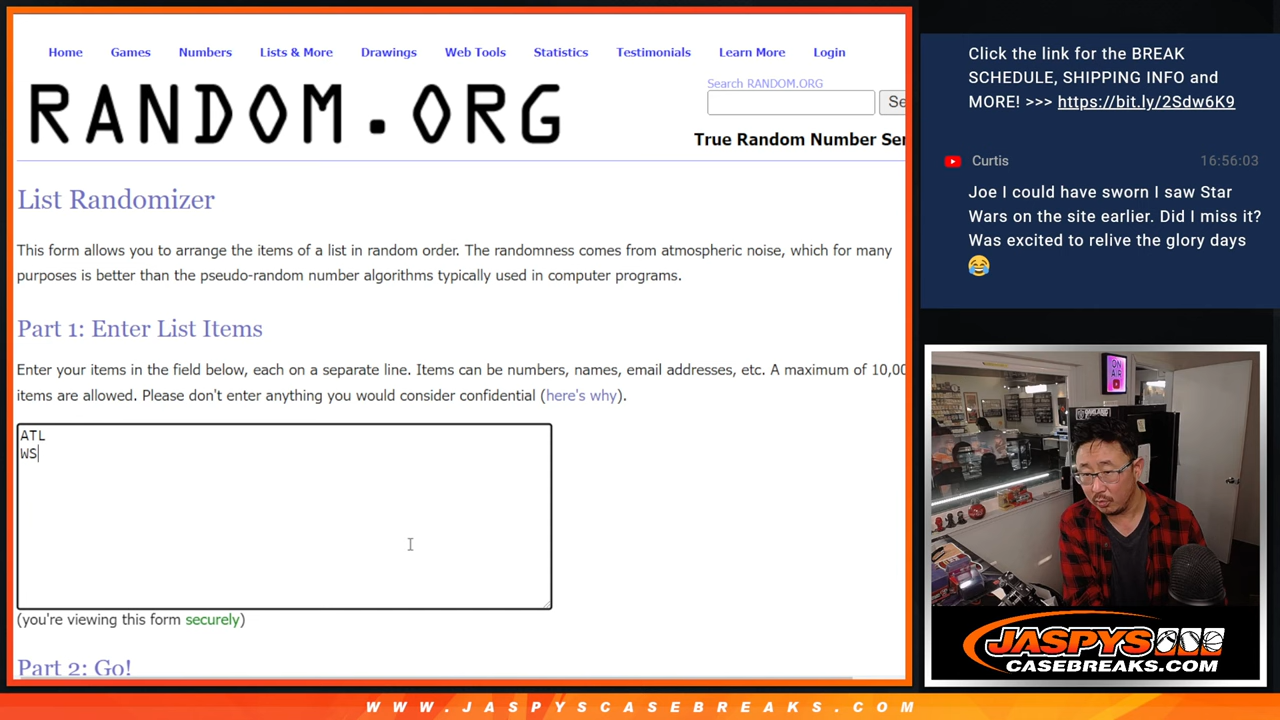 Home Games Numbers Lists & More Drawings Web Tools Statistics Testimonials Learn More Login
RANDOM.ORG
Search RANDOM.ORG
Se
True Random Number Ser
List Randomizer
This form allows you to arrange the items of a list in random order. The randomness comes from atmospheric noise, which for many
purposes is better than the pseudo-random number algorithms typically used in computer programs.
Part 1: Enter List Items
Enter your items in the field below, each on a separate line. Items can be numbers, names, email addresses, etc. A maximum of 10,00
items are allowed. Please don't enter anything you would consider confidential (here's why).
ATL
WS
(you're viewing this form securely)
Part 2: Go!
Click the link for the BREAK
SCHEDULE, SHIPPING INFO and
MORE! >>> https://bit.ly/2Sdw6K9
Curtis 16:56:03
Joe I could have sworn I saw Star
Wars on the site earlier. Did I miss it?
Was excited to relive the glory days
😂
ON
AIR
OAKLAND
JASPYS
CASEBREAKS.COM
WWW.JASPYSCASEBREAKS.COM